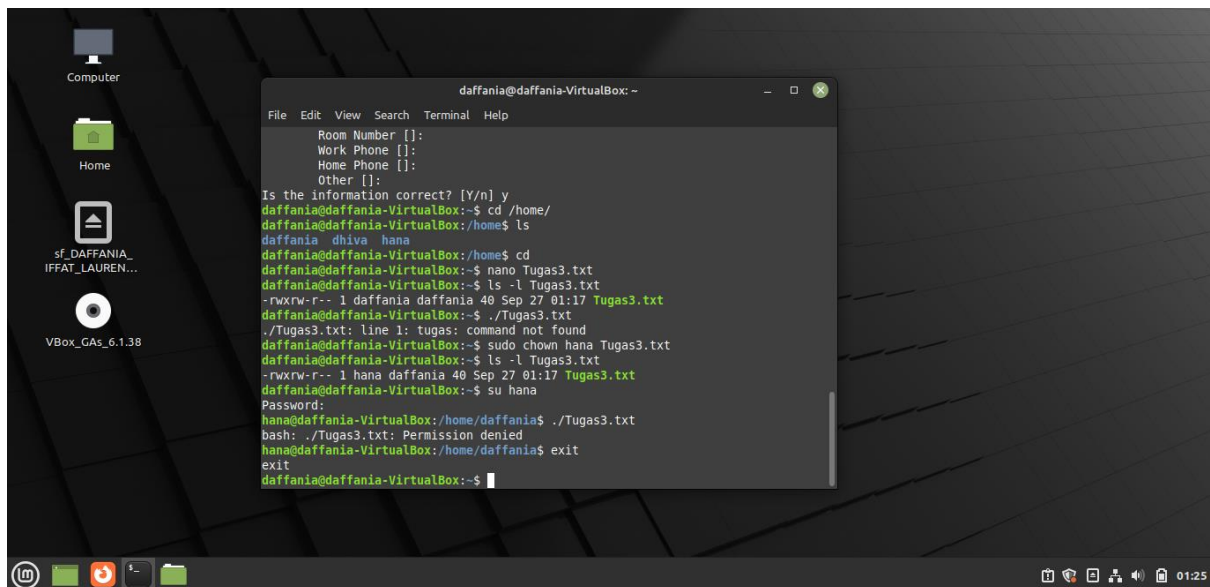 Computer
Home
sf_DAFFANIA_
IFFAT_LAUREN...
VBox_GAs_6.1.38
daffania@daffania-VirtualBox: ~
File Edit View Search Terminal Help
Room Number []:
Work Phone []:
Home Phone []:
Other []:
Is the information correct? [Y/n] y
daffania@daffania-VirtualBox:~$ cd /home/
daffania@daffania-VirtualBox:/home$ ls
daffania dhiva hana
daffania@daffania-VirtualBox:/home$ cd
daffania@daffania-VirtualBox:~$ nano Tugas3.txt
daffania@daffania-VirtualBox:~$ ls -l Tugas3.txt
-rwxrw-r-- 1 daffania daffania 40 Sep 27 01:17 Tugas3.txt
daffania@daffania-VirtualBox:~$ ./Tugas3.txt
./Tugas3.txt: line 1: tugas: command not found
daffania@daffania-VirtualBox:~$ sudo chown hana Tugas3.txt
daffania@daffania-VirtualBox:~$ ls -l Tugas3.txt
-rwxrw-r-- 1 hana daffania 40 Sep 27 01:17 Tugas3.txt
daffania@daffania-VirtualBox:~$ su hana
Password:
hana@daffania-VirtualBox:/home/daffania$ ./Tugas3.txt
bash: ./Tugas3.txt: Permission denied
hana@daffania-VirtualBox:/home/daffania$ exit
exit
daffania@daffania-VirtualBox:~$
01:25